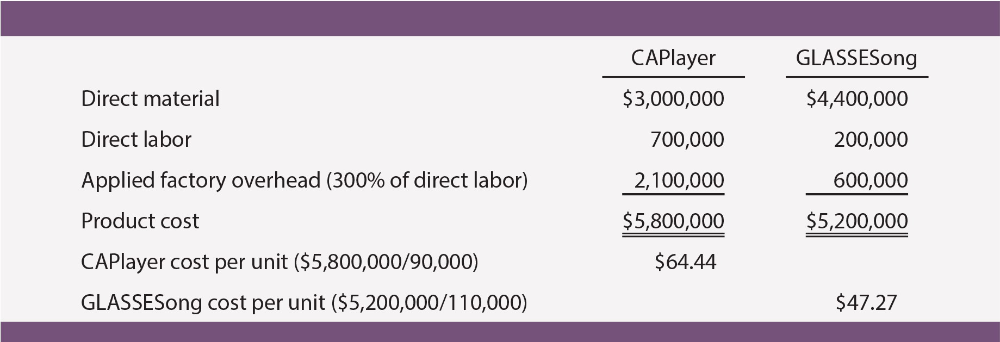 CAPlayer GLASSESong
Direct material $3,000,000 $4,400,000
Direct labor 700,000 200,000
Applied factory overhead (300% of direct labor) 2,100,000 600,000
Product cost $5,800,000 $5,200,000
CAPlayer cost per unit ($5,800,000/90,000) $64.44
GLASSESong cost per unit ($5,200,000/110,000) $47.27